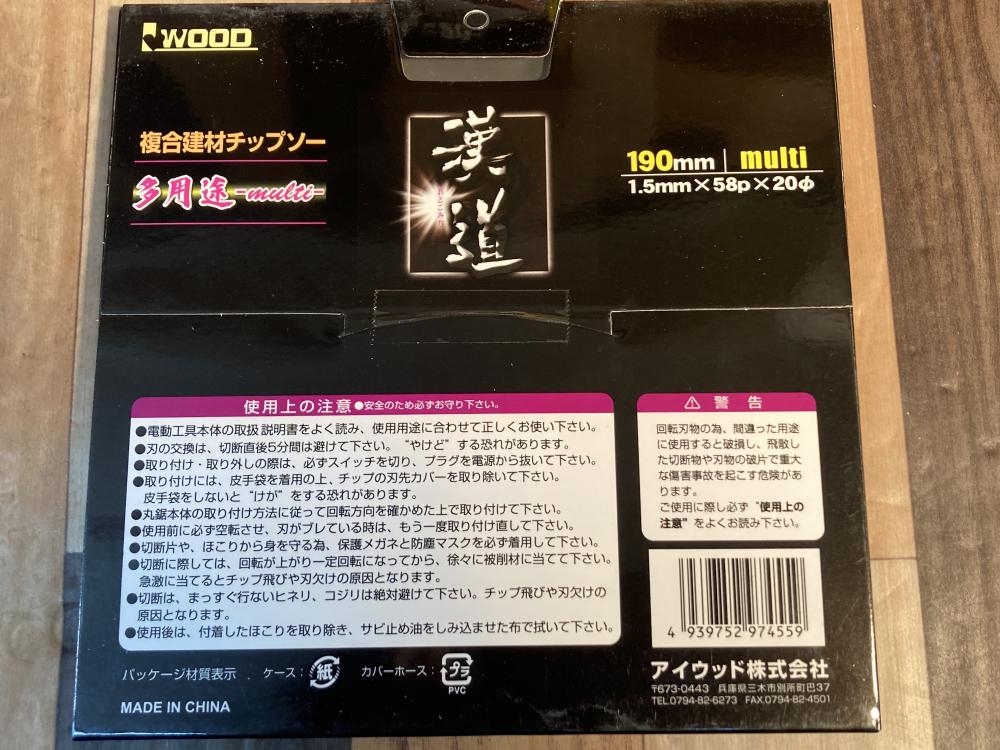 iWOOD
複合建材チップソー
多用途-multi-
漢道
おとこみち
190mm | multi
1.5mm×58p×20φ
使用上の注意 ●安全のため必ずお守り下さい。
●電動工具本体の取扱説明書をよく読み、使用用途に合わせて正しくお使い下さい。
●刃の交換は、切断直後5分間は避けて下さい。“やけど”する恐れがあります。
●取り付け・取り外しの際は、必ずスイッチを切り、プラグを電源から抜いて下さい。
●取り付けには、皮手袋を着用の上、チップの刃先カバーを取り除いて下さい。
皮手袋をしないと“けが”をする恐れがあります。
●丸鋸本体の取り付け方法に従って回転方向を確かめた上で取り付けて下さい。
●使用前に必ず空転させ、刃がブレている時は、もう一度取り付け直して下さい。
●切断片や、ほこりから身を守る為、保護メガネと防塵マスクを必ず着用して下さい。
●切断に際しては、回転が上がり一定回転になってから、徐々に被削材に当てて下さい。
急激に当てるとチップ飛びや刃欠けの原因となります。
●切断は、まっすぐ行ないヒネリ、コジリは絶対避けて下さい。チップ飛びや刃欠けの
原因となります。
●使用後は、付着したほこりを取り除き、サビ止め油をしみ込ませた布で拭いて下さい。
⚠ 警告
回転刃物の為、間違った用途
に使用すると破損し、飛散し
た切断物や刃物の破片で重大
な傷害事故を起こす危険があ
ります。
ご使用に際し必ず“使用上の
注意”をよくお読み下さい。
4 939752 974559
アイウッド株式会社
〒673-0443 兵庫県三木市別所町巴37
TEL.0794-82-6273 FAX.0794-82-4501
パッケージ材質表示 ケース：紙 カバーホース：プラ
PVC
MADE IN CHINA